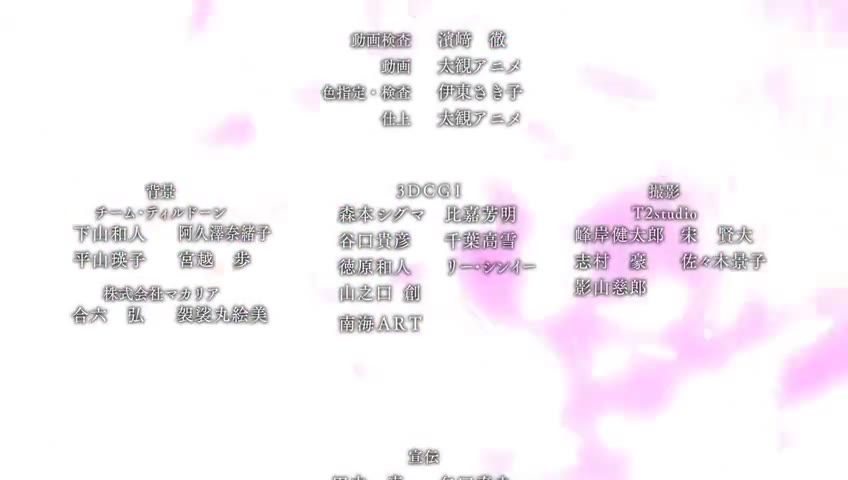 動画検査 濱﨑 徹
動画 太観アニメ
色指定・検査 伊東さき子
仕上 太観アニメ
背景
チーム・ティルドーン
下山和人 阿久澤奈緒子
平山瑛子 宮越 歩
株式会社マカリア
合六 弘 袈裟丸絵美
3DCGI
森本シグマ 比嘉芳明
谷口貴彦 千葉高雪
徳原和人 リー・シンイー
山之口 創
南海ART
撮影
T2studio
峰岸健太郎 宋 賢大
志村 豪 佐々木景子
影山慈郎
宣伝